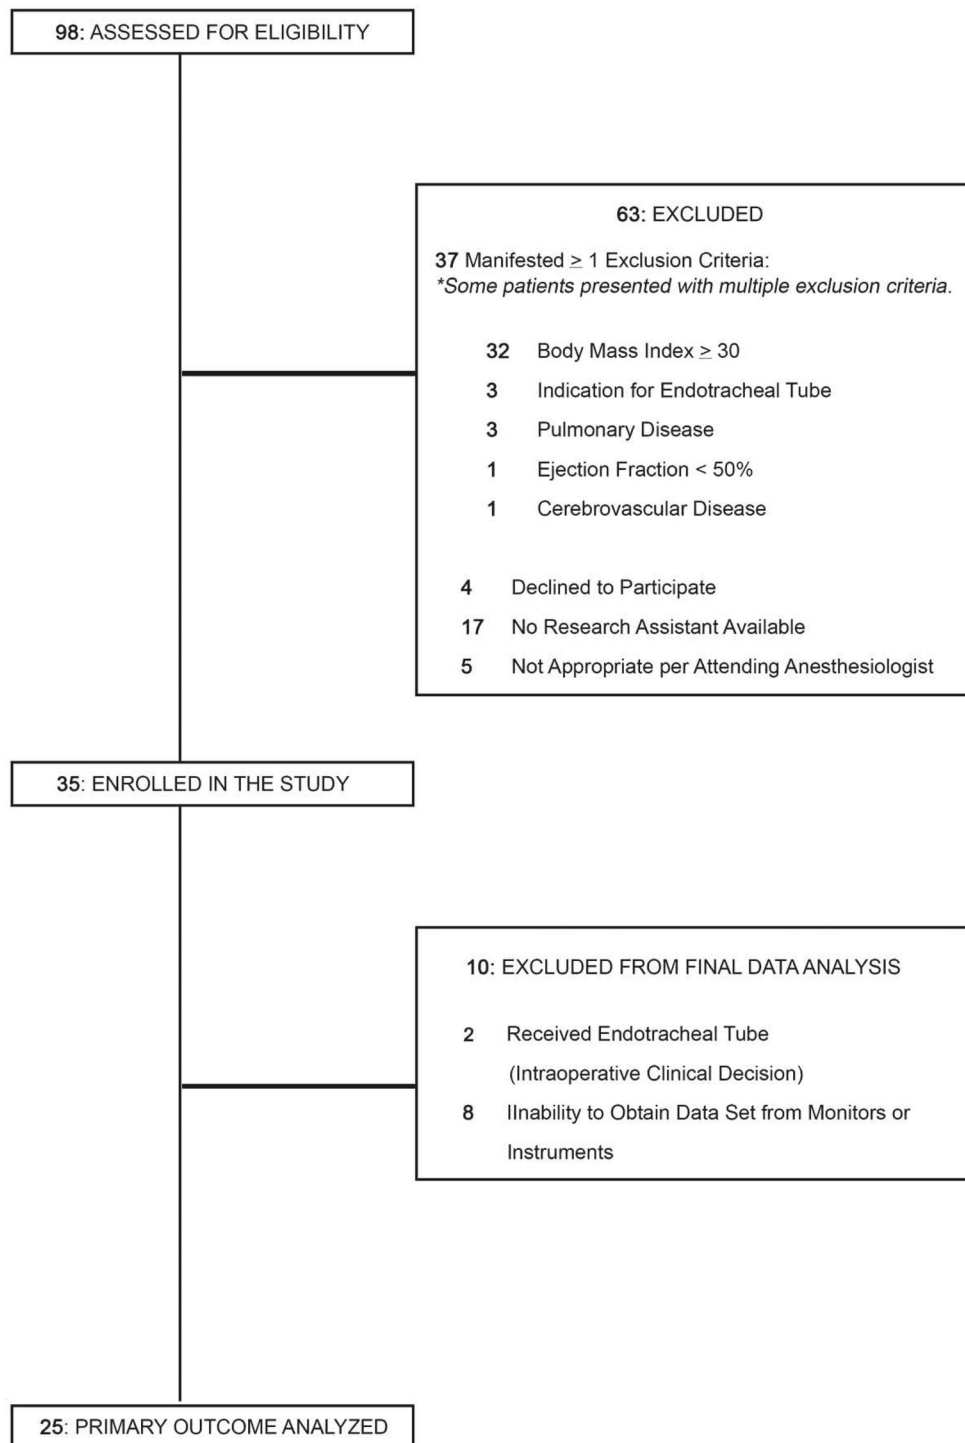 98: ASSESSED FOR ELIGIBILITY
63: EXCLUDED
37 Manifested ≥ 1 Exclusion Criteria:
*Some patients presented with multiple exclusion criteria.
32 Body Mass Index ≥ 30
3 Indication for Endotracheal Tube
3 Pulmonary Disease
1 Ejection Fraction < 50%
1 Cerebrovascular Disease
4 Declined to Participate
17 No Research Assistant Available
5 Not Appropriate per Attending Anesthesiologist
35: ENROLLED IN THE STUDY
10: EXCLUDED FROM FINAL DATA ANALYSIS
2 Received Endotracheal Tube
(Intraoperative Clinical Decision)
8 IInability to Obtain Data Set from Monitors or
Instruments
25: PRIMARY OUTCOME ANALYZED